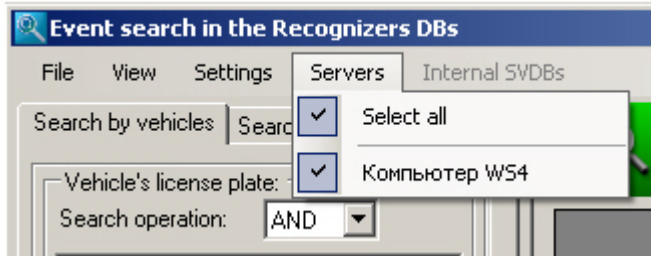 Event search in the Recognizers DBs
File View Settings Servers Internal SVDBs
Search by vehicles Searc
Select all
Компьютер WS4
Vehicle's license plate:
Search operation: AND